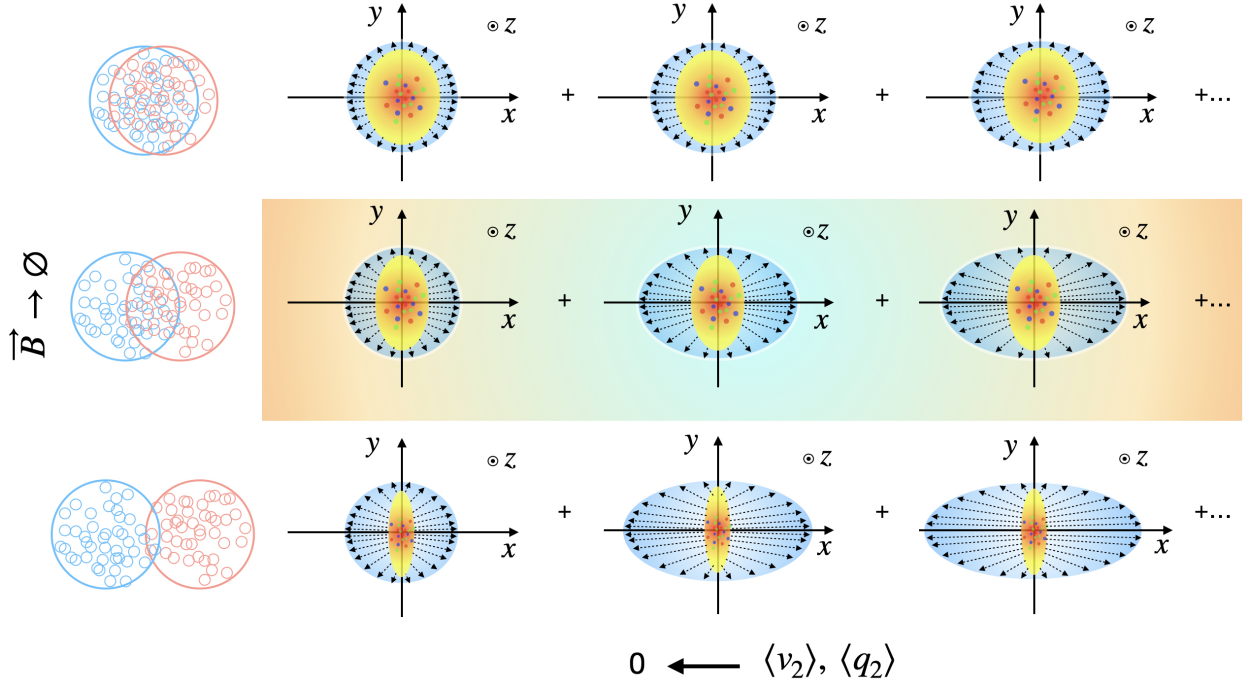 y ⊙ z
x
+
y ⊙ z
x
+
y ⊙ z
x
+...
B⃗ → ∅
y ⊙ z
x
+
y ⊙ z
x
+
y ⊙ z
x
+...
y ⊙ z
x
+
y ⊙ z
x
+
y ⊙ z
x
+...
0 ← ⟨v₂⟩, ⟨q₂⟩